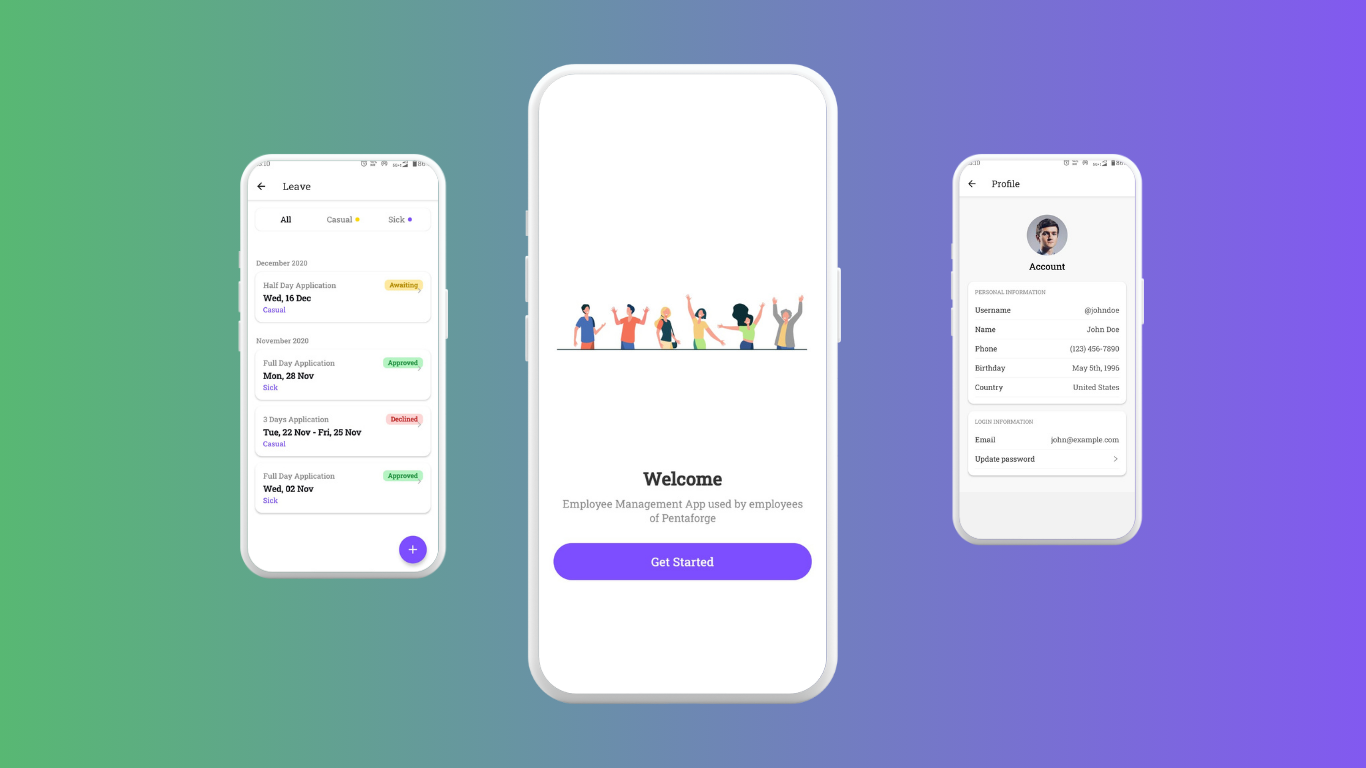 Leave
All
Casual
Sick
December 2020
Half Day Application
Awaiting
Wed, 16 Dec
Casual
November 2020
Full Day Application
Approved
Mon, 28 Nov
Sick
3 Days Application
Declined
Tue, 22 Nov - Fri, 25 Nov
Casual
Full Day Application
Approved
Wed, 02 Nov
Sick
+
Welcome
Employee Management App used by employees
of Pentaforge
Get Started
Profile
Account
PERSONAL INFORMATION
Username @johndoe
Name John Doe
Phone (123) 456-7890
Birthday May 5th, 1996
Country United States
LOGIN INFORMATION
Email john@example.com
Update password